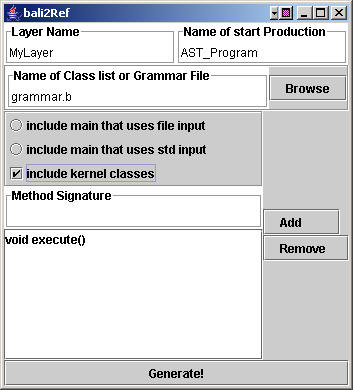 bali2Ref
Layer Name
Name of start Production
MyLayer
AST_Program
Name of Class list or Grammar File
grammar.b
Browse
include main that uses file input
include main that uses std input
include kernel classes
Method Signature
Add
void execute()
Remove
Generate!